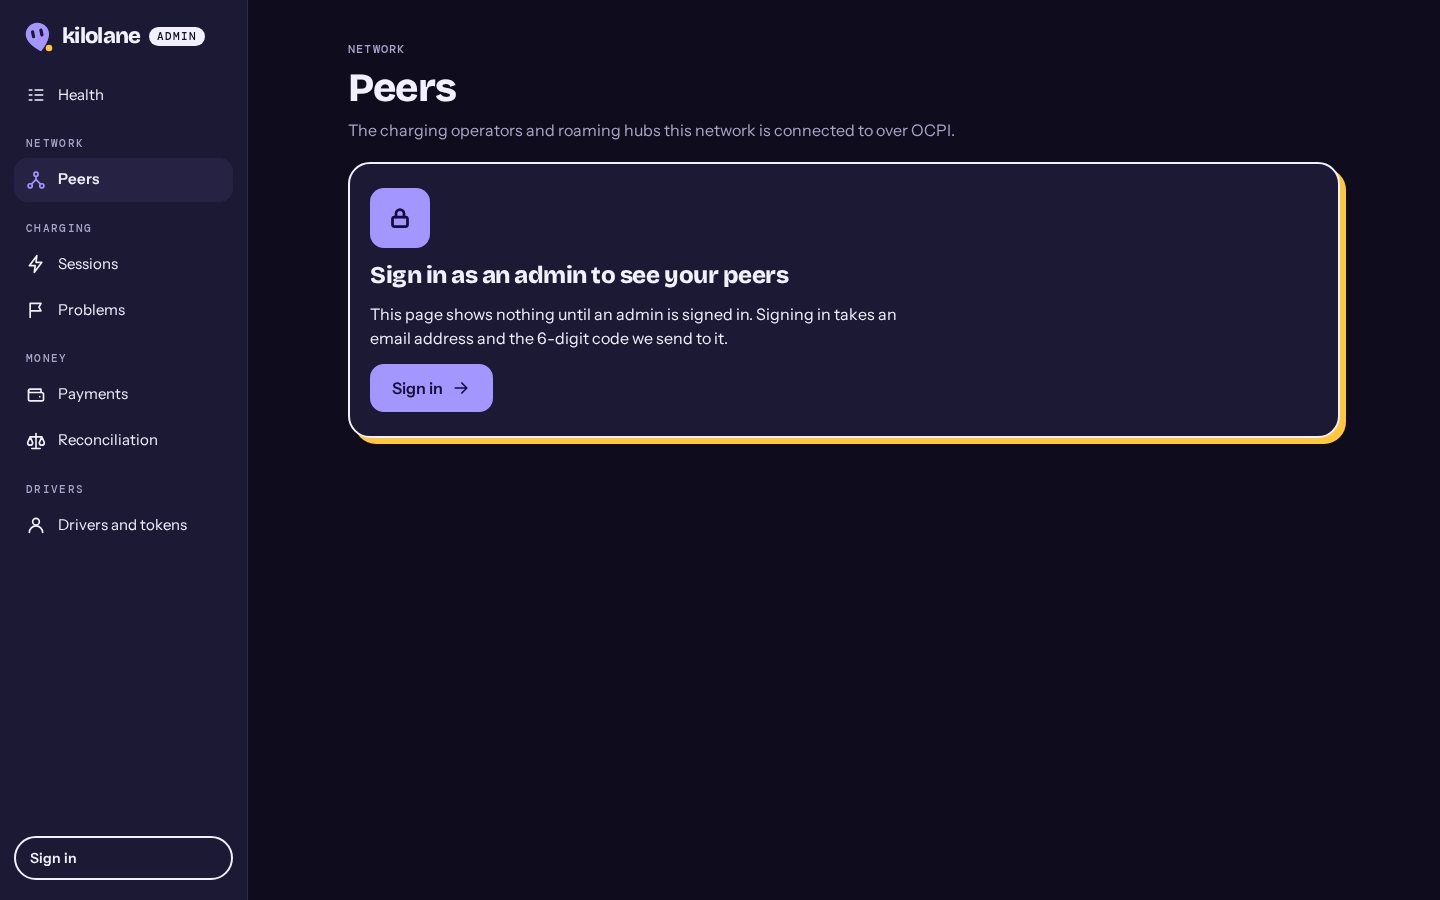 kilolane ADMIN
Health
NETWORK
Peers
CHARGING
Sessions
Problems
MONEY
Payments
Reconciliation
DRIVERS
Drivers and tokens
Sign in
NETWORK
Peers
The charging operators and roaming hubs this network is connected to over OCPI.
Sign in as an admin to see your peers
This page shows nothing until an admin is signed in. Signing in takes an
email address and the 6-digit code we send to it.
Sign in